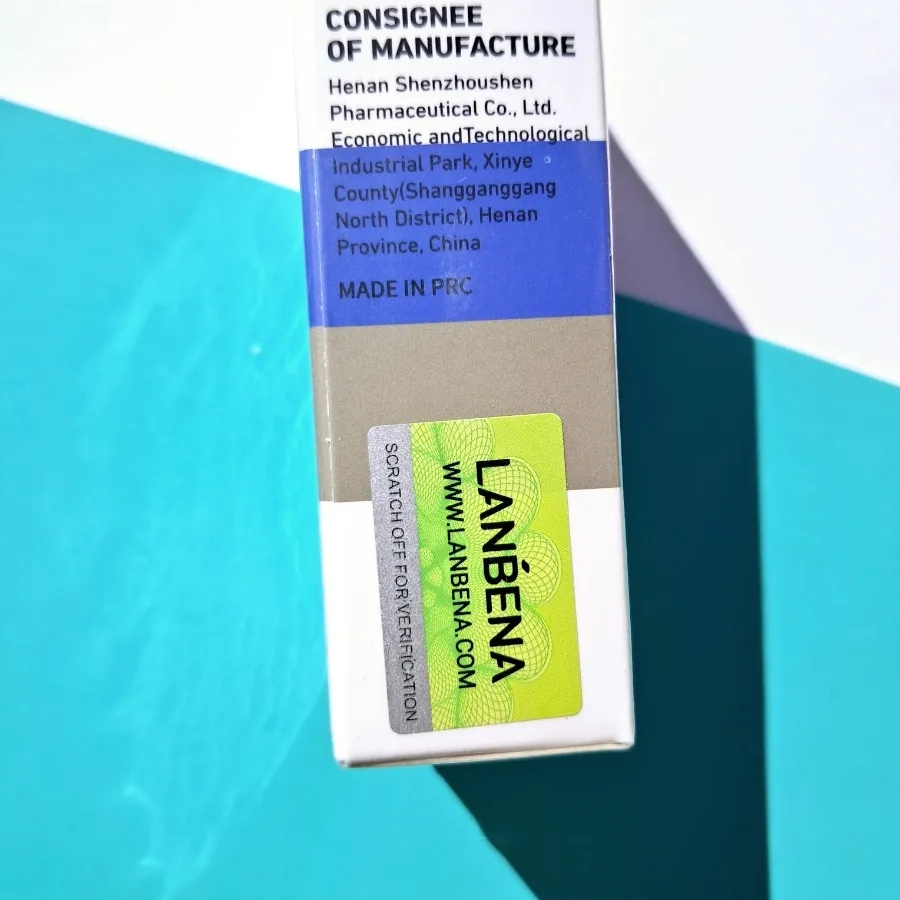 CONSIGNEE
OF MANUFACTURE
Henan Shenzhoushen
Pharmaceutical Co., Ltd.
Economic andTechnological
Industrial Park, Xinye
County(Shangganggang
North District), Henan
Province, China
MADE IN PRC
LANBÉNA
WWW.LANBENA.COM
SCRATCH OFF FOR VERIFICATION